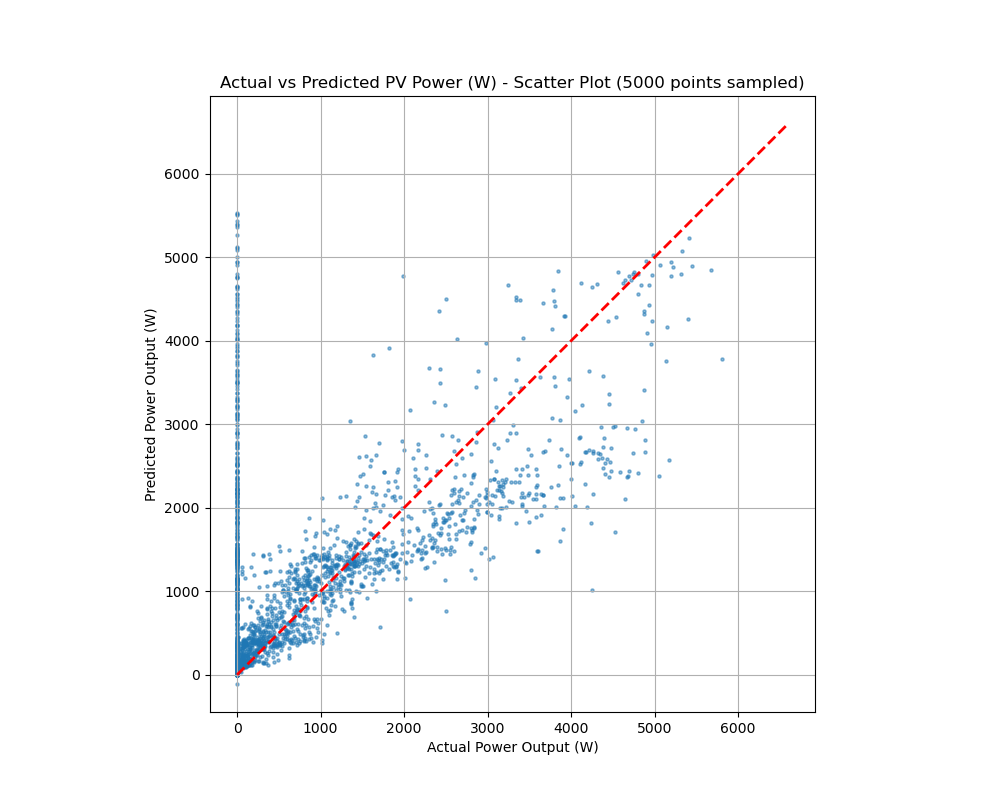 Actual vs Predicted PV Power (W) - Scatter Plot (5000 points sampled)
Predicted Power Output (W)
6000
5000
4000
3000
2000
1000
0
0 1000 2000 3000 4000 5000 6000
Actual Power Output (W)